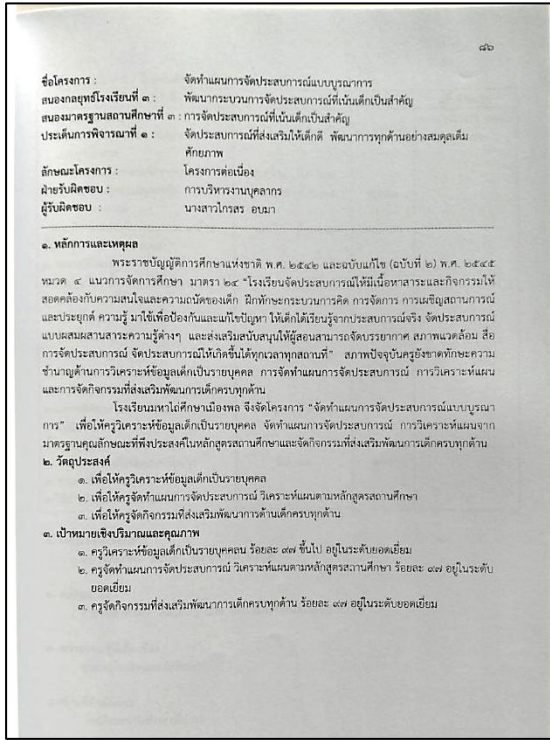 ๘๖
ชื่อโครงการ : จัดทำแผนการจัดประสบการณ์แบบบูรณาการ
สนองกลยุทธ์โรงเรียนที่ ๓ : พัฒนากระบวนการจัดประสบการณ์ที่เน้นเด็กเป็นสำคัญ
สนองมาตรฐานสถานศึกษาที่ ๓ : การจัดประสบการณ์ที่เน้นเด็กเป็นสำคัญ
ประเด็นการพิจารณาที่ ๑ : จัดประสบการณ์ที่ส่งเสริมให้เด็กดี พัฒนาการทุกด้านอย่างสมดุลเต็ม
ศักยภาพ
ลักษณะโครงการ : โครงการต่อเนื่อง
ฝ่ายรับผิดชอบ : การบริหารงานบุคลากร
ผู้รับผิดชอบ : นางสาวไกรสร อบมา
๑. หลักการและเหตุผล
พระราชบัญญัติการศึกษาแห่งชาติ พ.ศ. ๒๕๔๒ และฉบับแก้ไข (ฉบับที่ ๒) พ.ศ. ๒๕๔๕
หมวด ๔ แนวการจัดการศึกษา มาตรา ๒๔ “โรงเรียนจัดประสบการณ์ให้มีเนื้อหาสาระและกิจกรรมให้
สอดคล้องกับความสนใจและความถนัดของเด็ก ฝึกทักษะกระบวนการคิด การจัดการ การเผชิญสถานการณ์
และประยุกต์ ความรู้ มาใช้เพื่อป้องกันและแก้ไขปัญหา ให้เด็กได้เรียนรู้จากประสบการณ์จริง จัดประสบการณ์
แบบผสมผสานสาระความรู้ต่างๆ และส่งเสริมสนับสนุนให้ผู้สอนสามารถจัดบรรยากาศ สภาพแวดล้อม สื่อ
การจัดประสบการณ์ จัดประสบการณ์ให้เกิดขึ้นได้ทุกเวลาทุกสถานที่” สภาพปัจจุบันครูยังขาดทักษะความ
ชำนาญด้านการวิเคราะห์ข้อมูลเด็กเป็นรายบุคคล การจัดทำแผนการจัดประสบการณ์ การวิเคราะห์แผน
และการจัดกิจกรรมที่ส่งเสริมพัฒนาการเด็กครบทุกด้าน
โรงเรียนมหาไถ่ศึกษาเมืองพล จึงจัดโครงการ “จัดทำแผนการจัดประสบการณ์แบบบูรณา
การ” เพื่อให้ครูวิเคราะห์ข้อมูลเด็กเป็นรายบุคคล จัดทำแผนการจัดประสบการณ์ การวิเคราะห์แผนจาก
มาตรฐานคุณลักษณะที่พึงประสงค์ในหลักสูตรสถานศึกษาและจัดกิจกรรมที่ส่งเสริมพัฒนการเด็กครบทุกด้าน
๒. วัตถุประสงค์
๑. เพื่อให้ครูวิเคราะห์ข้อมูลเด็กเป็นรายบุคคล
๒. เพื่อให้ครูจัดทำแผนการจัดประสบการณ์ วิเคราะห์แผนตามหลักสูตรสถานศึกษา
๓. เพื่อให้ครูจัดกิจกรรมที่ส่งเสริมพัฒนาการด้านเด็กครบทุกด้าน
๓. เป้าหมายเชิงปริมาณและคุณภาพ
๑. ครูวิเคราะห์ข้อมูลเด็กเป็นรายบุคคลน ร้อยละ ๙๗ ขึ้นไป อยู่ในระดับยอดเยี่ยม
๒. ครูจัดทำแผนการจัดประสบการณ์ วิเคราะห์แผนตามหลักสูตรสถานศึกษา ร้อยละ ๙๗ อยู่ในระดับ
ยอดเยี่ยม
๓. ครูจัดกิจกรรมที่ส่งเสริมพัฒนาการเด็กครบทุกด้าน ร้อยละ ๙๗ อยู่ในระดับยอดเยี่ยม